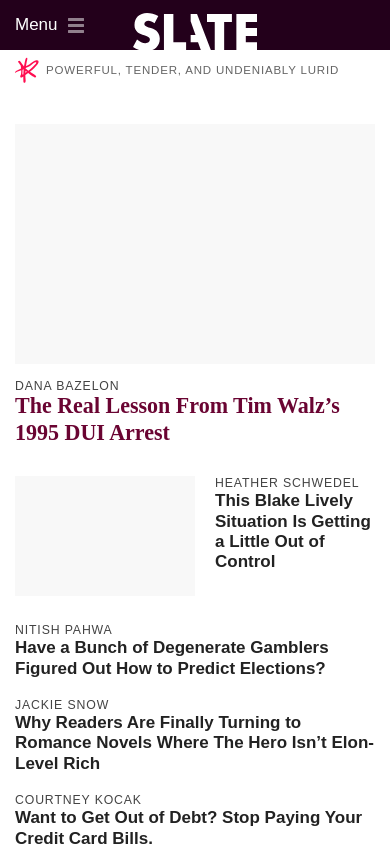 Menu
SLATE
POWERFUL, TENDER, AND UNDENIABLY LURID
DANA BAZELON
The Real Lesson From Tim Walz’s
1995 DUI Arrest
HEATHER SCHWEDEL
This Blake Lively
Situation Is Getting
a Little Out of
Control
NITISH PAHWA
Have a Bunch of Degenerate Gamblers
Figured Out How to Predict Elections?
JACKIE SNOW
Why Readers Are Finally Turning to
Romance Novels Where The Hero Isn’t Elon-
Level Rich
COURTNEY KOCAK
Want to Get Out of Debt? Stop Paying Your
Credit Card Bills.